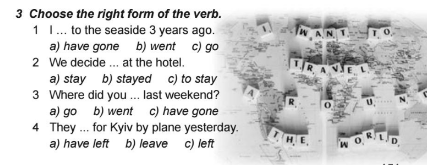 3 Choose the right form of the verb.
1 I ... to the seaside 3 years ago.
a) have gone b) went c) go
2 We decide ... at the hotel.
a) stay b) stayed c) to stay
3 Where did you ... last weekend?
a) go b) went c) have gone
4 They ... for Kyiv by plane yesterday.
a) have left b) leave c) left
I WANT TO
TRAVEL
AROUND
THE WORLD